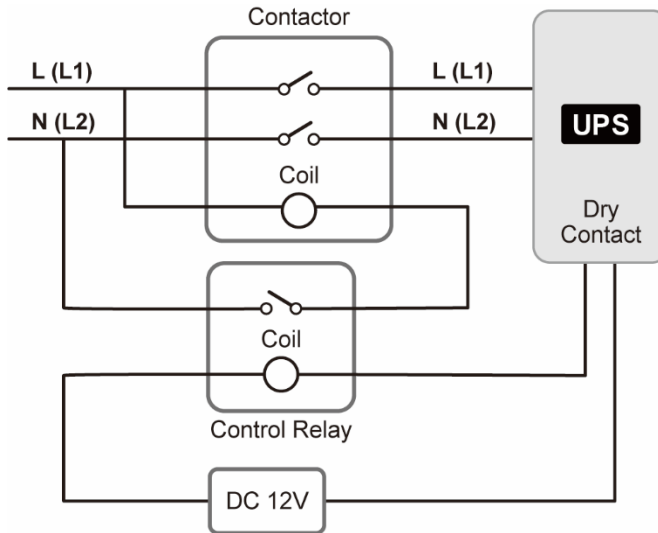 Contactor
L (L1)
L (L1)
N (L2)
N (L2)
UPS
Coil
Dry
Contact
Coil
Control Relay
DC 12V